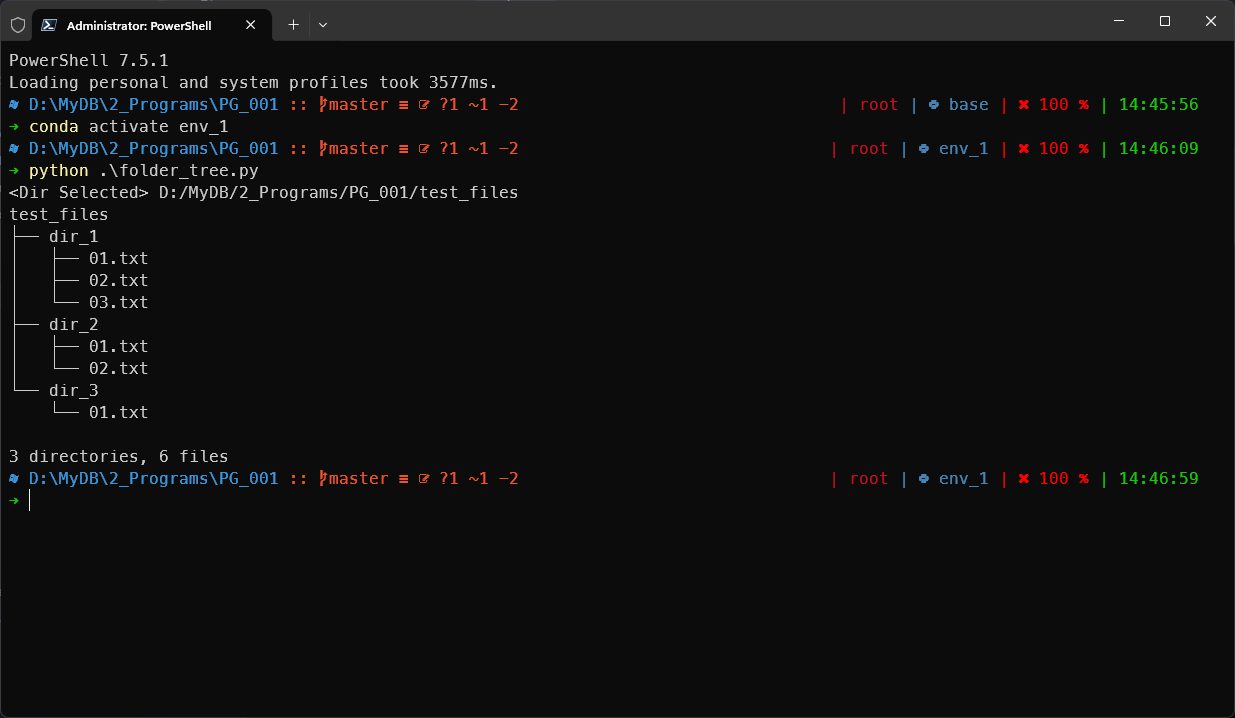 Administrator: PowerShell
PowerShell 7.5.1
Loading personal and system profiles took 3577ms.
D:\MyDB\2_Programs\PG_001 :: master ≡ ?1 ~1 -2 | root | base | ✖ 100 % | 14:45:56
➜ conda activate env_1
D:\MyDB\2_Programs\PG_001 :: master ≡ ?1 ~1 -2 | root | env_1 | ✖ 100 % | 14:46:09
➜ python .\folder_tree.py
<Dir Selected> D:/MyDB/2_Programs/PG_001/test_files
test_files
├── dir_1
│   ├── 01.txt
│   ├── 02.txt
│   └── 03.txt
├── dir_2
│   ├── 01.txt
│   └── 02.txt
└── dir_3
    └── 01.txt
3 directories, 6 files
D:\MyDB\2_Programs\PG_001 :: master ≡ ?1 ~1 -2 | root | env_1 | ✖ 100 % | 14:46:59
➜